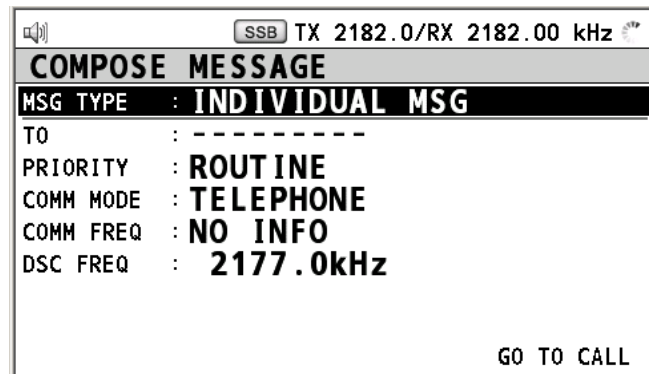 SSB TX 2182.0/RX 2182.00 kHz
COMPOSE MESSAGE
MSG TYPE : INDIVIDUAL MSG
TO : ---------
PRIORITY : ROUTINE
COMM MODE : TELEPHONE
COMM FREQ : NO INFO
DSC FREQ : 2177.0kHz
GO TO CALL